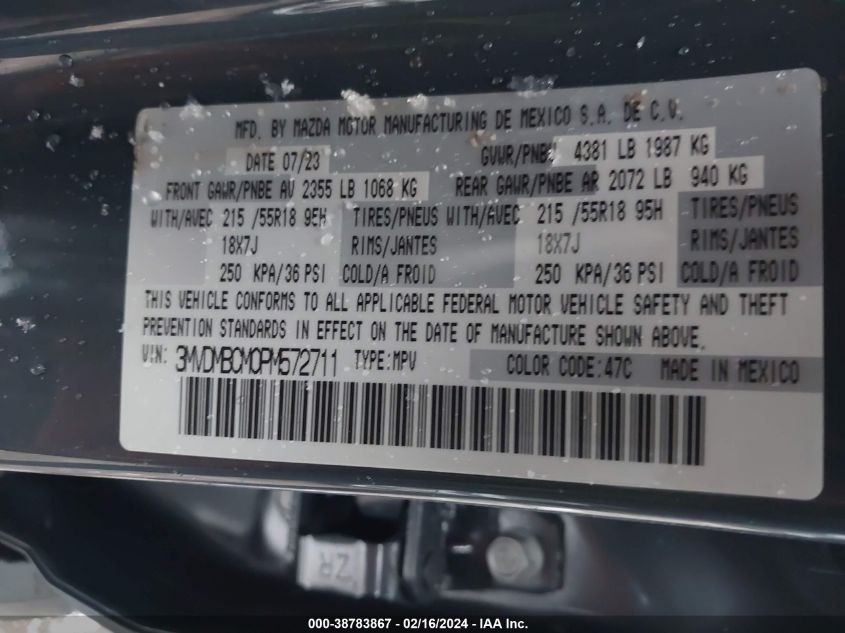 MFD. BY MAZDA MOTOR MANUFACTURING DE MEXICO S.A. DE C.V.
DATE 07/23 GVWR/PNBV 4381 LB 1987 KG
FRONT GAWR/PNBE AV 2355 LB 1068 KG REAR GAWR/PNBE AR 2072 LB 940 KG
WITH/AVEC 215 /55R18 95H TIRES/PNEUS WITH/AVEC 215 /55R18 95H TIRES/PNEUS
18X7J RIMS/JANTES 18X7J RIMS/JANTES
250 KPA/36 PSI COLD/A FROID 250 KPA/36 PSI COLD/A FROID
THIS VEHICLE CONFORMS TO ALL APPLICABLE FEDERAL MOTOR VEHICLE SAFETY AND THEFT
PREVENTION STANDARDS IN EFFECT ON THE DATE OF MANUFACTURE SHOWN ABOVE.
VIN: 3MVDMBCM0PM572711 TYPE:MPV COLOR CODE:47C MADE IN MEXICO
ZR
000-38783867 - 02/16/2024 - IAA Inc.